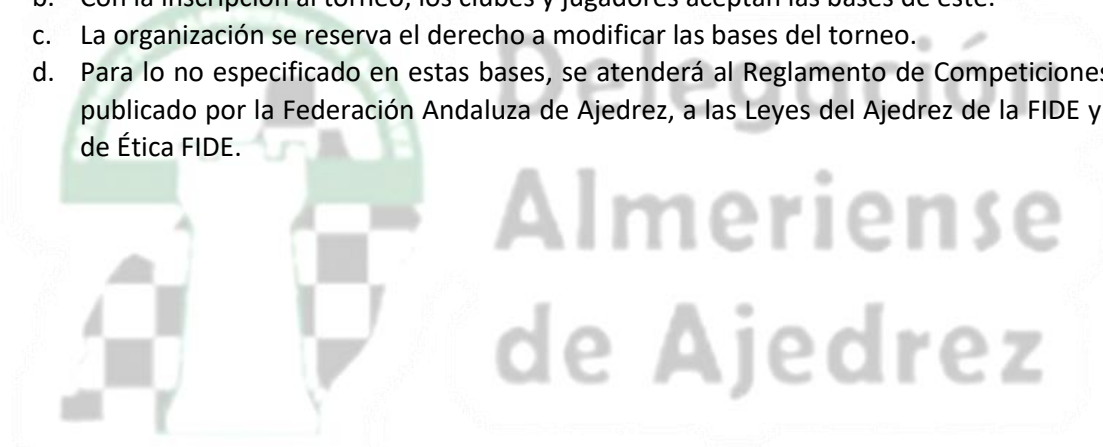 b. Con la inscripción al torneo, los clubes y jugadores aceptan las bases de este.
c. La organización se reserva el derecho a modificar las bases del torneo.
d. Para lo no especificado en estas bases, se atenderá al Reglamento de Competiciones
publicado por la Federación Andaluza de Ajedrez, a las Leyes del Ajedrez de la FIDE y
de Ética FIDE.
Delegación
Almeriense
de Ajedrez